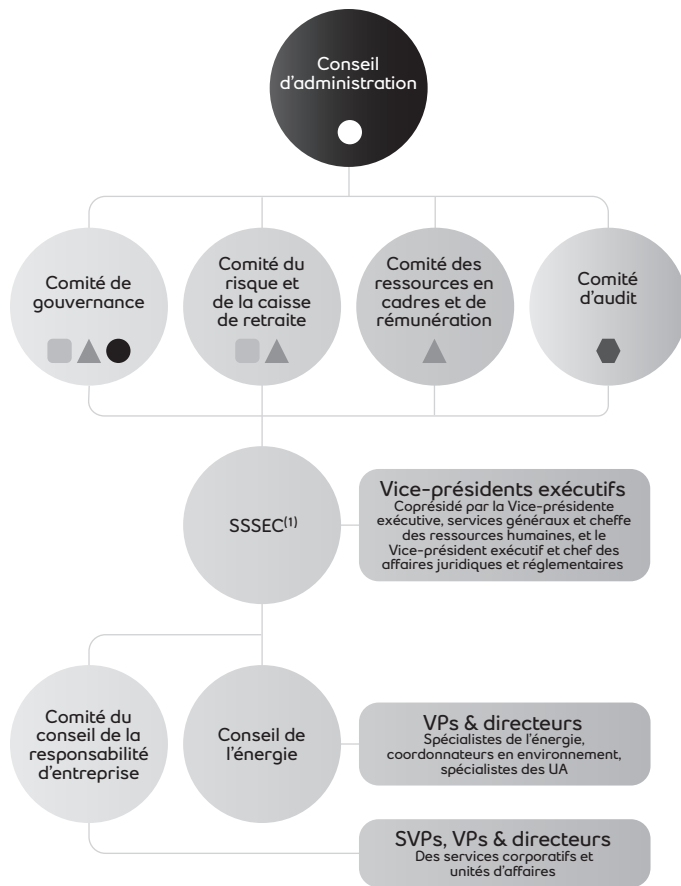 Conseil
d’administration
Comité de
gouvernance
Comité du
risque et
de la caisse
de retraite
Comité des
ressources en
cadres et de
rémunération
Comité
d’audit
SSSEC(1)
Vice-présidents exécutifs
Coprésidé par la Vice-présidente
exécutive, services généraux et cheffe
des ressources humaines, et le
Vice-président exécutif et chef des
affaires juridiques et réglementaires
Comité du
conseil de la
responsabilité
d’entreprise
Conseil de
l’énergie
VPs & directeurs
Spécialistes de l’énergie,
coordonnateurs en environnement,
spécialistes des UA
SVPs, VPs & directeurs
Des services corporatifs et
unités d’affaires